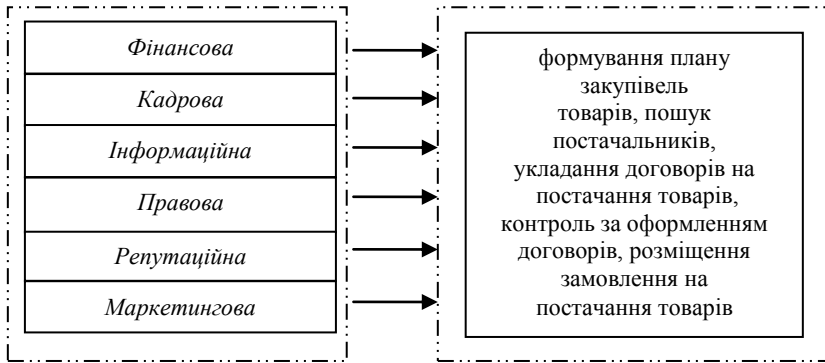 Фінансова
Кадрова
Інформаційна
Правова
Репутаційна
Маркетингова
формування плану
закупівель
товарів, пошук
постачальників,
укладання договорів на
постачання товарів,
контроль за оформленням
договорів, розміщення
замовлення на
постачання товарів